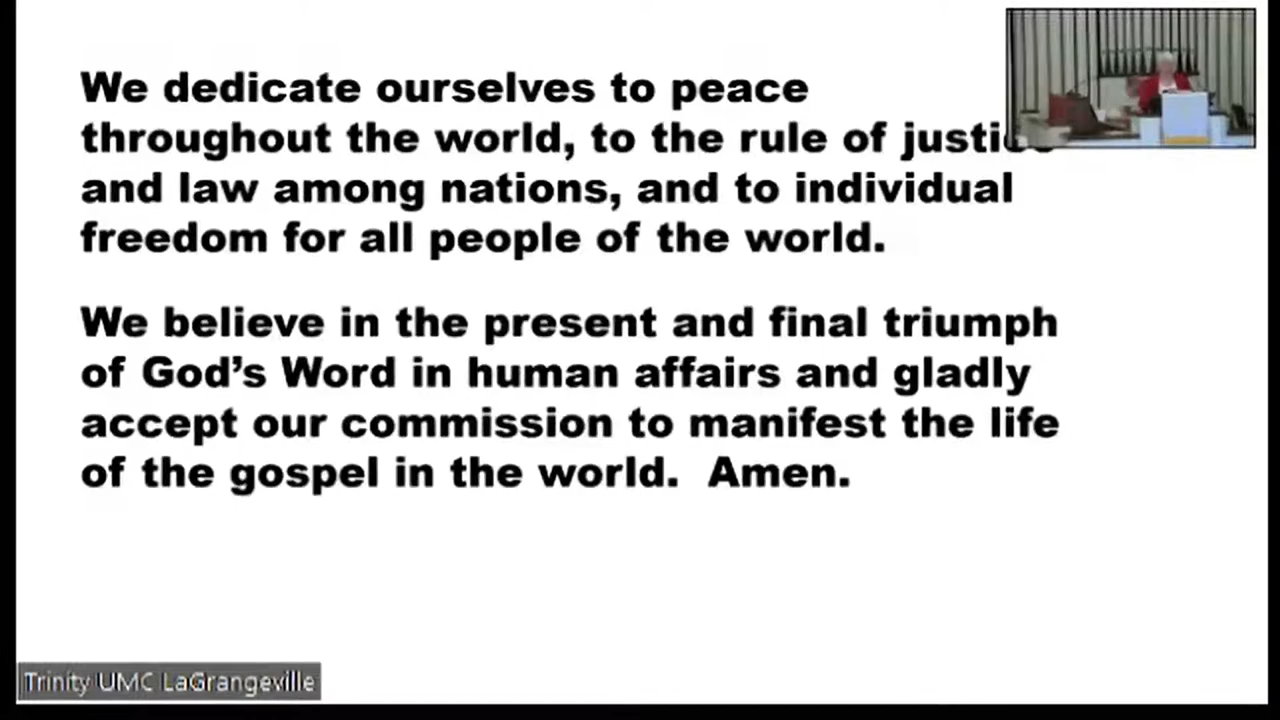 We dedicate ourselves to peace
throughout the world, to the rule of justice
and law among nations, and to individual
freedom for all people of the world.
We believe in the present and final triumph
of God’s Word in human affairs and gladly
accept our commission to manifest the life
of the gospel in the world.  Amen.
Trinity UMC LaGrangeville